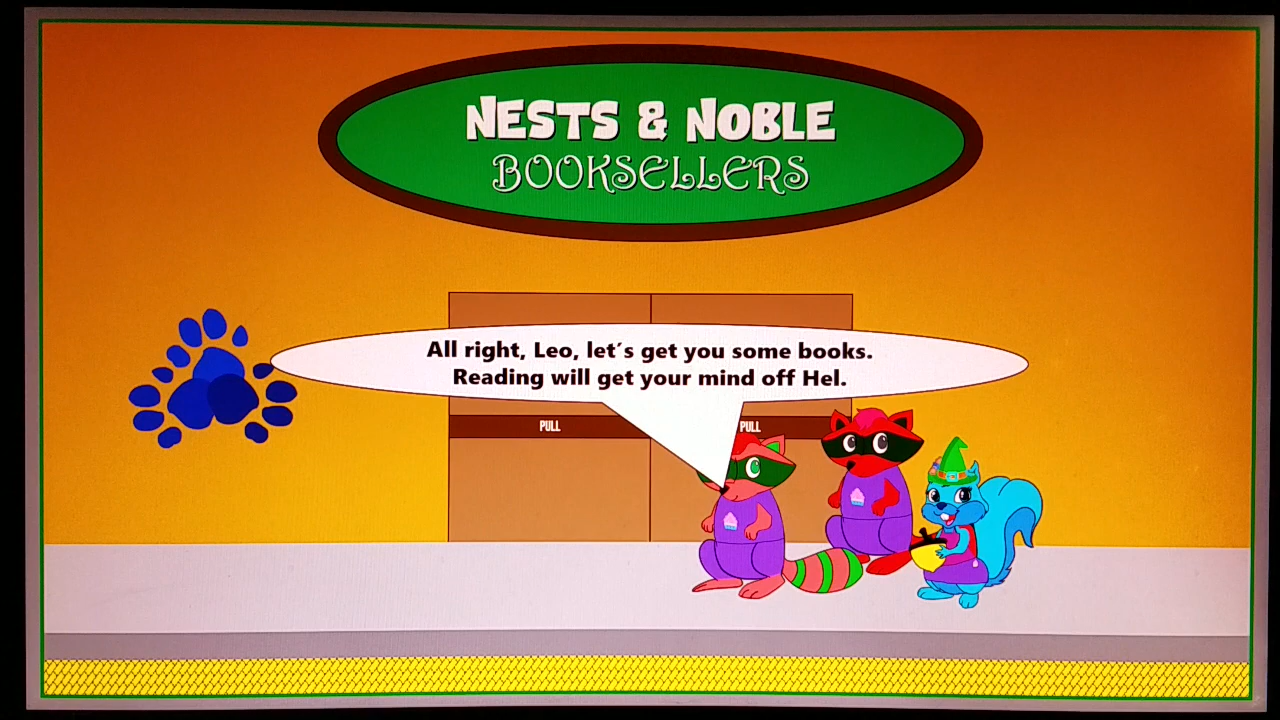 NESTS & NOBLE
BOOKSELLERS
All right, Leo, let's get you some books.
Reading will get your mind off Hel.
PULL
PULL